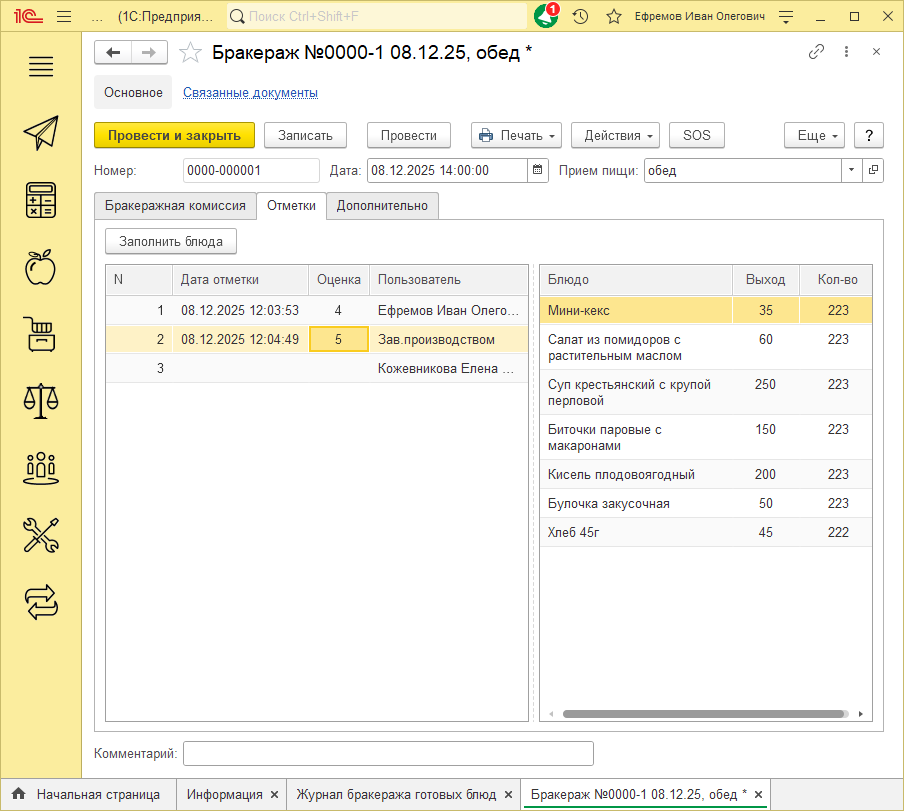 1С ... (1С:Предприя... Поиск Ctrl+Shift+F 1 Ефремов Иван Олегович
Бракераж №0000-1 08.12.25, обед *
Основное Связанные документы
Провести и закрыть Записать Провести Печать Действия SOS Еще ?
Номер: 0000-000001 Дата: 08.12.2025 14:00:00 Прием пищи: обед
Бракеражная комиссия Отметки Дополнительно
Заполнить блюда
N Дата отметки Оценка Пользователь
1 08.12.2025 12:03:53 4 Ефремов Иван Олего...
2 08.12.2025 12:04:49 5 Зав.производством
3 Кожевникова Елена ...
Блюдо Выход Кол-во
Мини-кекс 35 223
Салат из помидоров с 60 223
растительным маслом
Суп крестьянский с крупой 250 223
перловой
Биточки паровые с 150 223
макаронами
Кисель плодовоягодный 200 223
Булочка закусочная 50 223
Хлеб 45г 45 222
Комментарий:
Начальная страница Информация Журнал бракеража готовых блюд Бракераж №0000-1 08.12.25, обед *